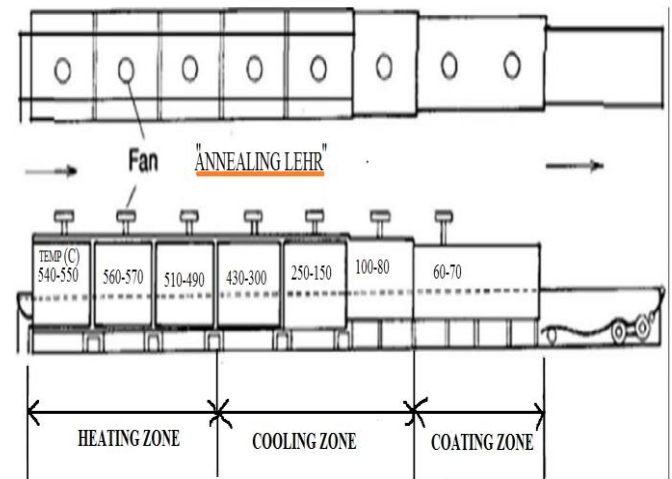 "ANNEALING LEHR"
Fan
TEMP (C)
540-550
560-570
510-490
430-300
250-150
100-80
60-70
HEATING ZONE
COOLING ZONE
COATING ZONE